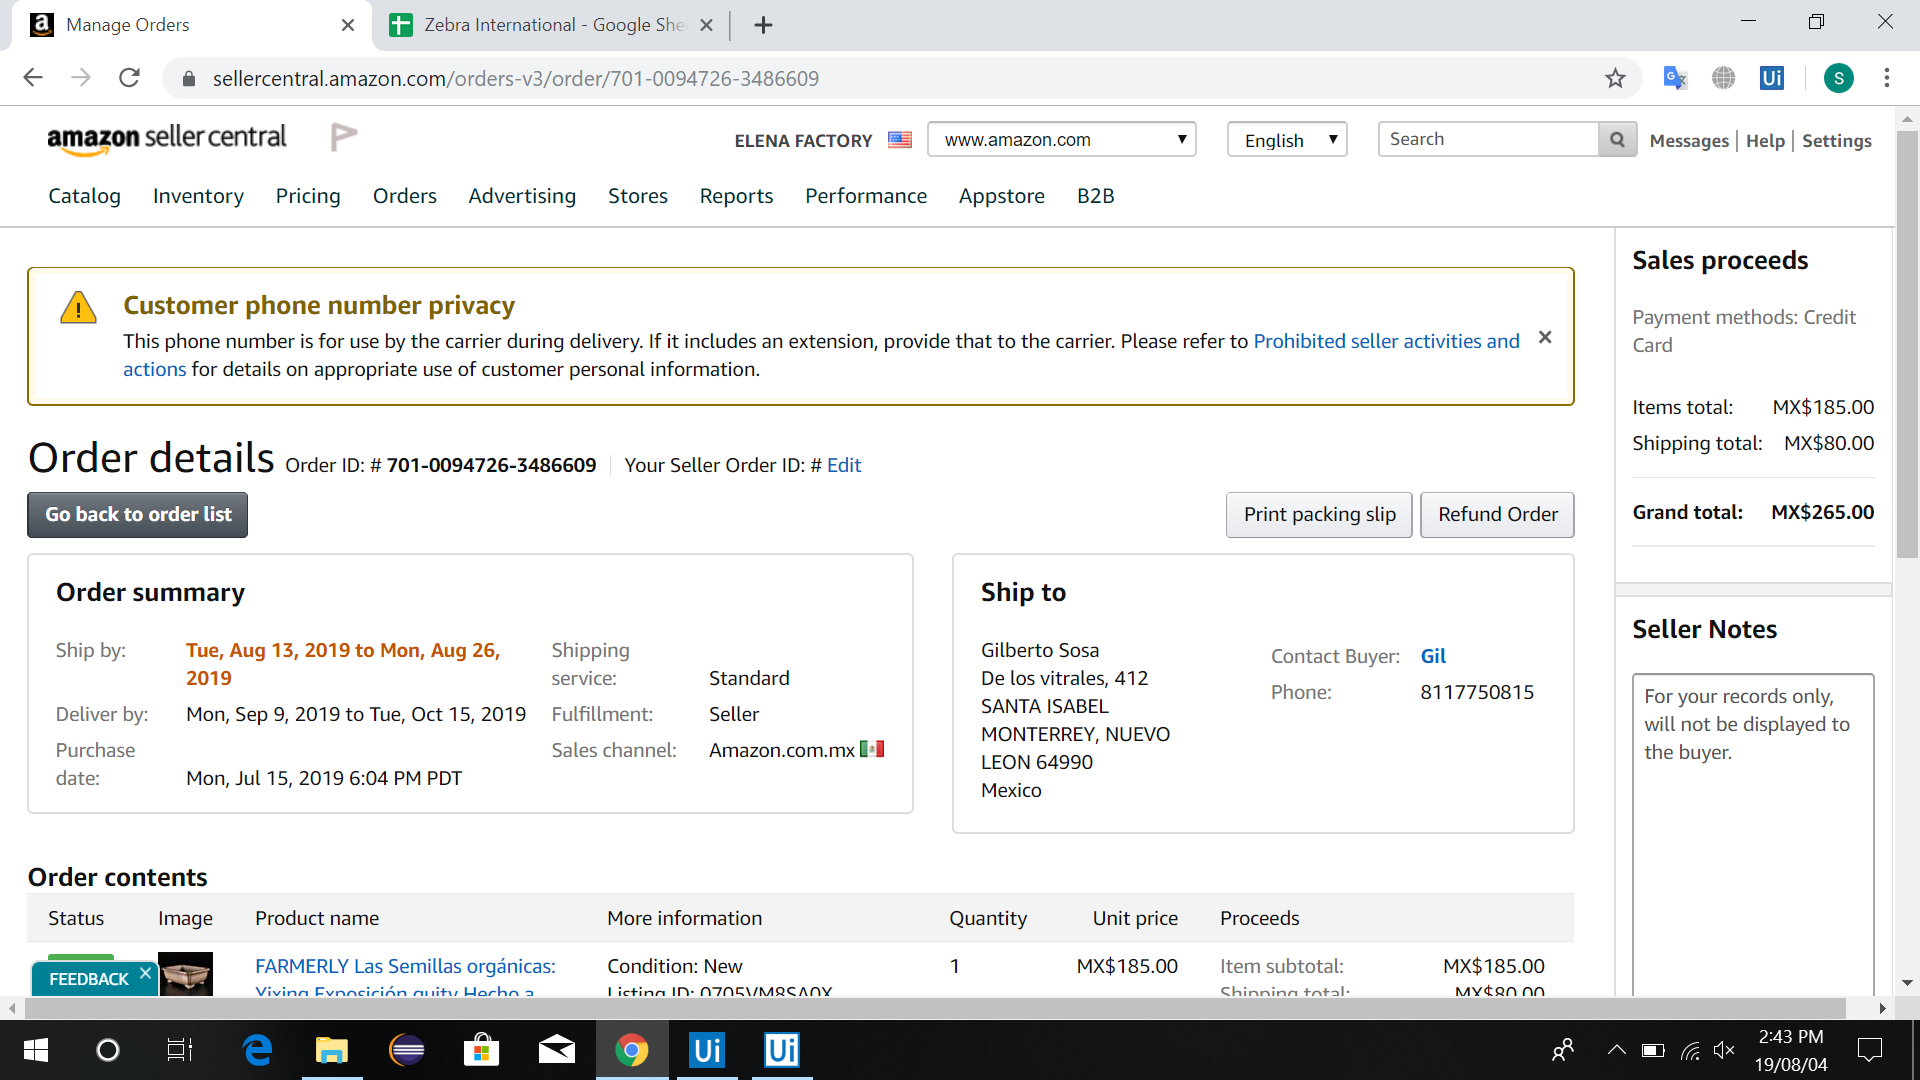 Manage Orders
Zebra International - Google She
sellercentral.amazon.com/orders-v3/order/701-0094726-3486609
Ui
S
amazon seller central
ELENA FACTORY
www.amazon.com
English
Search
Messages | Help | Settings
Catalog Inventory Pricing Orders Advertising Stores Reports Performance Appstore B2B
Customer phone number privacy
This phone number is for use by the carrier during delivery. If it includes an extension, provide that to the carrier. Please refer to Prohibited seller activities and
actions for details on appropriate use of customer personal information.
Order details Order ID: # 701-0094726-3486609 Your Seller Order ID: # Edit
Go back to order list
Print packing slip
Refund Order
Order summary
Ship by: Tue, Aug 13, 2019 to Mon, Aug 26,
2019
Deliver by: Mon, Sep 9, 2019 to Tue, Oct 15, 2019
Purchase
date: Mon, Jul 15, 2019 6:04 PM PDT
Shipping
service: Standard
Fulfillment: Seller
Sales channel: Amazon.com.mx
Ship to
Gilberto Sosa
De los vitrales, 412
SANTA ISABEL
MONTERREY, NUEVO
LEON 64990
Mexico
Contact Buyer: Gil
Phone: 8117750815
Sales proceeds
Payment methods: Credit
Card
Items total: MX$185.00
Shipping total: MX$80.00
Grand total: MX$265.00
Seller Notes
For your records only,
will not be displayed to
the buyer.
Order contents
Status Image Product name More information Quantity Unit price Proceeds
FARMERLY Las Semillas orgánicas: Condition: New 1 MX$185.00 Item subtotal: MX$185.00
Yixing Exposición quity Hecho a Listing ID: 0705VM8SA0X Shipping total: MX$80.00
FEEDBACK
Ui
Ui
2:43 PM
19/08/04